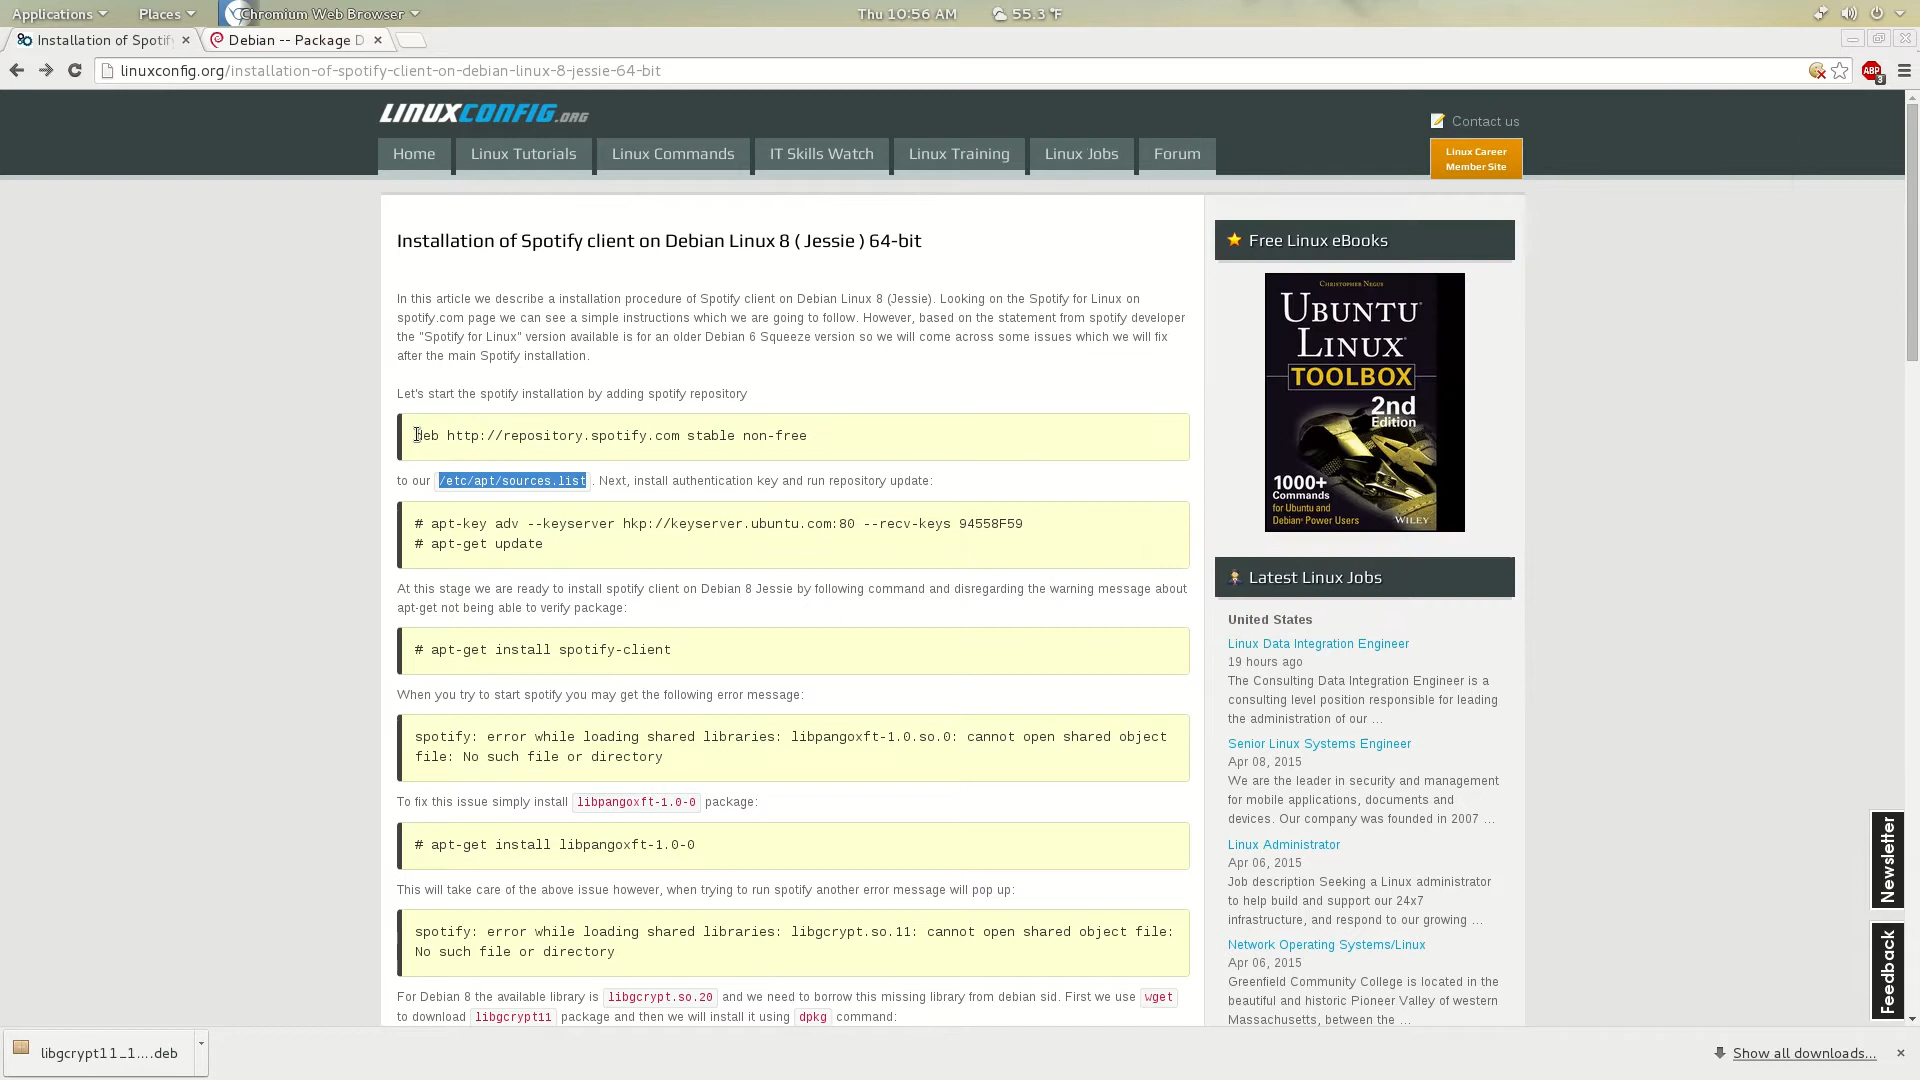 Applications
Places
Chromium Web Browser
Thu 10:56 AM
55.3 °F
Installation of Spotif
Debian -- Package D
linuxconfig.org/installation-of-spotify-client-on-debian-linux-8-jessie-64-bit
ABP
3
LINUXCONFIG.ORG
Contact us
Home
Linux Tutorials
Linux Commands
IT Skills Watch
Linux Training
Linux Jobs
Forum
Linux Career
Member Site
Installation of Spotify client on Debian Linux 8 ( Jessie ) 64-bit
In this article we describe a installation procedure of Spotify client on Debian Linux 8 (Jessie). Looking on the Spotify for Linux on
spotify.com page we can see a simple instructions which we are going to follow. However, based on the statement from spotify developer
the "Spotify for Linux" version available is for an older Debian 6 Squeeze version so we will come across some issues which we will fix
after the main Spotify installation.
Let's start the spotify installation by adding spotify repository
deb http://repository.spotify.com stable non-free
to our /etc/apt/sources.list . Next, install authentication key and run repository update:
# apt-key adv --keyserver hkp://keyserver.ubuntu.com:80 --recv-keys 94558F59
# apt-get update
At this stage we are ready to install spotify client on Debian 8 Jessie by following command and disregarding the warning message about
apt-get not being able to verify package:
# apt-get install spotify-client
When you try to start spotify you may get the following error message:
spotify: error while loading shared libraries: libpangoxft-1.0.so.0: cannot open shared object
file: No such file or directory
To fix this issue simply install libpangoxft-1.0-0 package:
# apt-get install libpangoxft-1.0-0
This will take care of the above issue however, when trying to run spotify another error message will pop up:
spotify: error while loading shared libraries: libgcrypt.so.11: cannot open shared object file:
No such file or directory
For Debian 8 the available library is libgcrypt.so.20 and we need to borrow this missing library from debian sid. First we use wget
to download libgcrypt11 package and then we will install it using dpkg command:
Free Linux eBooks
CHRISTOPHER NEGUS
UBUNTU
LINUX
TOOLBOX
2nd
Edition
1000+
Commands
for Ubuntu and
Debian Power Users
WILEY
Latest Linux Jobs
United States
Linux Data Integration Engineer
19 hours ago
The Consulting Data Integration Engineer is a
consulting level position responsible for leading
the administration of our ...
Senior Linux Systems Engineer
Apr 08, 2015
We are the leader in security and management
for mobile applications, documents and
devices. Our company was founded in 2007 ...
Linux Administrator
Apr 06, 2015
Job description Seeking a Linux administrator
to help build and support our 24x7
infrastructure, and respond to our growing ...
Network Operating Systems/Linux
Apr 06, 2015
Greenfield Community College is located in the
beautiful and historic Pioneer Valley of western
Massachusetts, between the ...
Newsletter
Feedback
libgcrypt11_1....deb
Show all downloads...